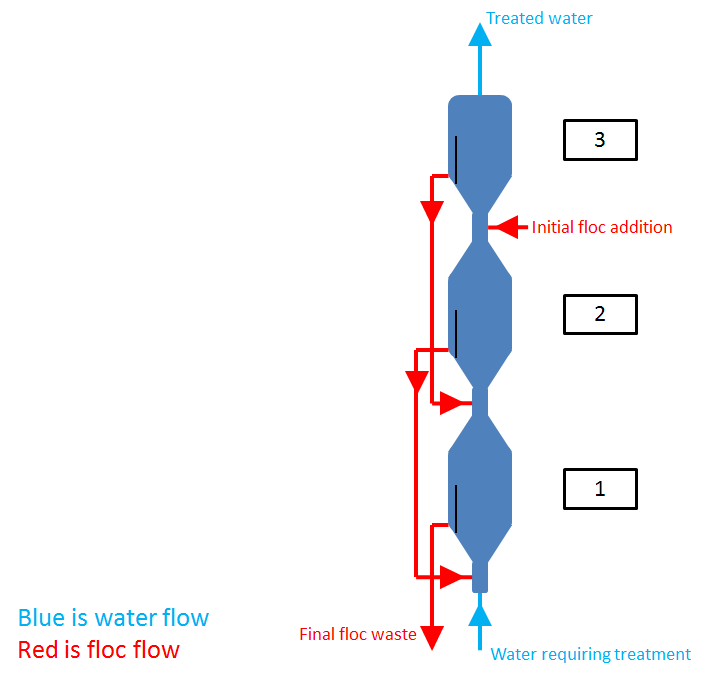 Treated water
3
Initial floc addition
2
1
Blue is water flow
Red is floc flow
Final floc waste
Water requiring treatment